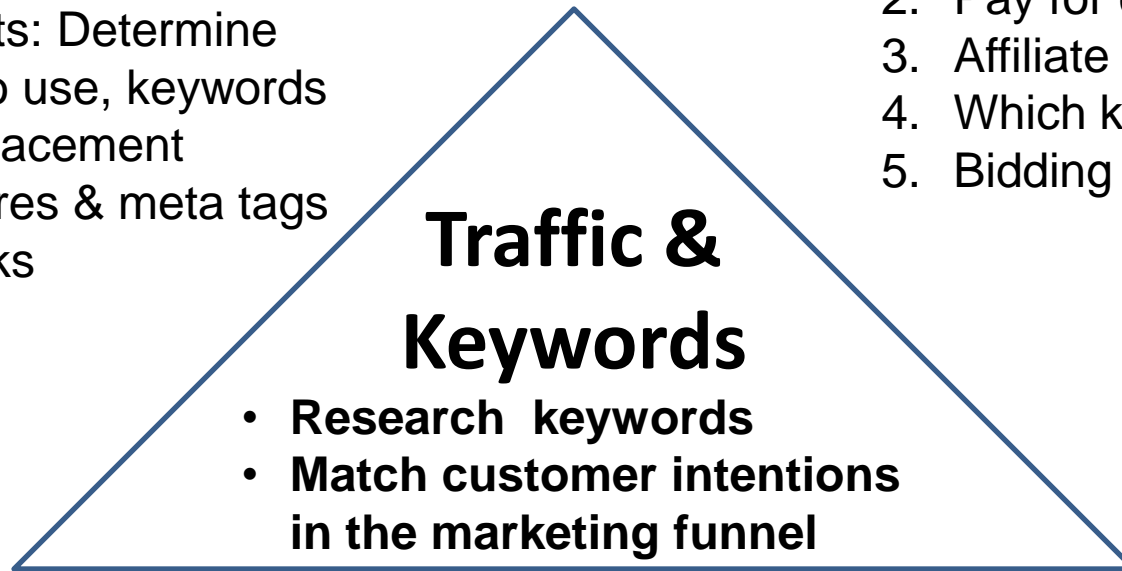 ts: Determine
o use, keywords
acement
res & meta tags
ks
2. Pay for
3. Affiliate
4. Which k
5. Bidding
Traffic &
Keywords
• Research keywords
• Match customer intentions
in the marketing funnel